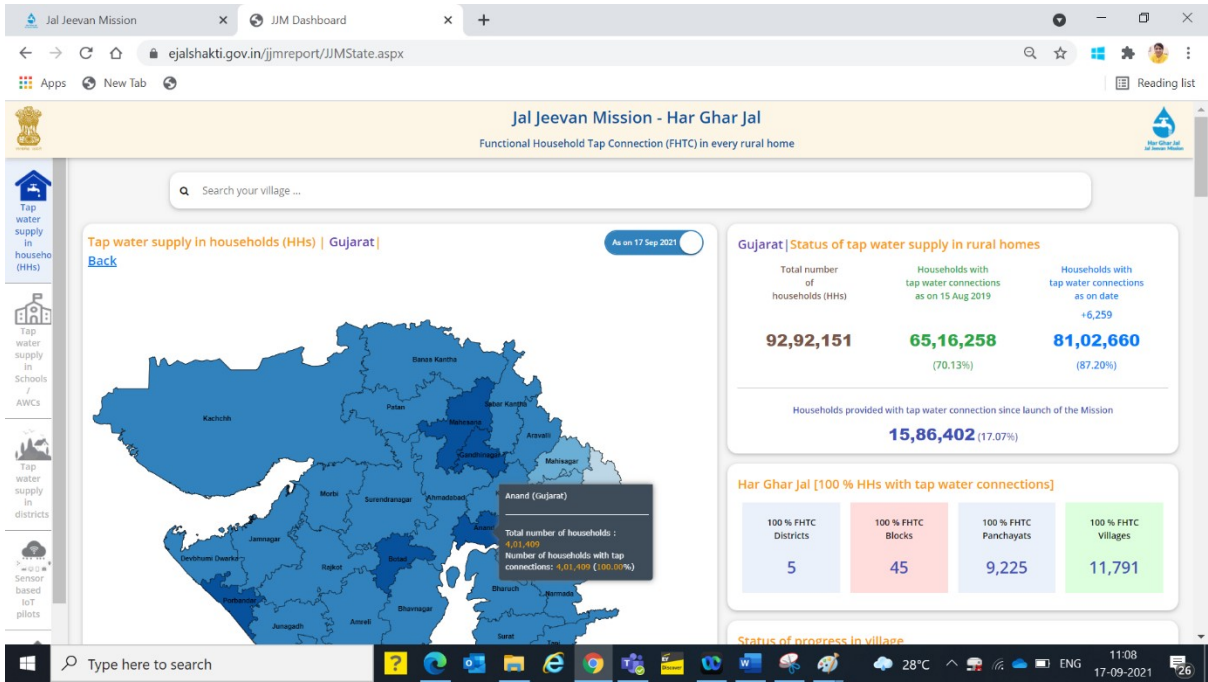 Jal Jeevan Mission
JJM Dashboard
ejalshakti.gov.in/jjmreport/JJMState.aspx
Apps
New Tab
Reading list
Jal Jeevan Mission - Har Ghar Jal
Functional Household Tap Connection (FHTC) in every rural home
Har Ghar Jal
Jal Jeevan Mission
Search your village ...
Tap
water
supply
in
househo
(HHs)
Tap
water
supply
in
Schools
/
AWCs
Tap
water
supply
in
districts
Sensor
based
IoT
pilots
Tap water supply in households (HHs) | Gujarat|
As on 17 Sep 2021
Back
Banas Kantha
Kachchh
Patan
Sabar Kantha
Mahesana
Aravalli
Gandhinagar
Mahisagar
Morbi
Surendranagar
Ahmadabad
Anand
Jamnagar
Devbhumi Dwarka
Rajkot
Botad
Porbandar
Bhavnagar
Bharuch
Narmada
Junagadh
Amreli
Surat
Tapi
Anand (Gujarat)
Total number of households :
4,01,409
Number of households with tap
connections: 4,01,409 (100.00%)
Gujarat|Status of tap water supply in rural homes
Total number
of
households (HHs)
92,92,151
Households with
tap water connections
as on 15 Aug 2019
65,16,258
(70.13%)
Households with
tap water connections
as on date
+6,259
81,02,660
(87.20%)
Households provided with tap water connection since launch of the Mission
15,86,402 (17.07%)
Har Ghar Jal [100 % HHs with tap water connections]
100 % FHTC
Districts
5
100 % FHTC
Blocks
45
100 % FHTC
Panchayats
9,225
100 % FHTC
Villages
11,791
Status of progress in village
Type here to search
28°C
ENG
11:08
17-09-2021
26